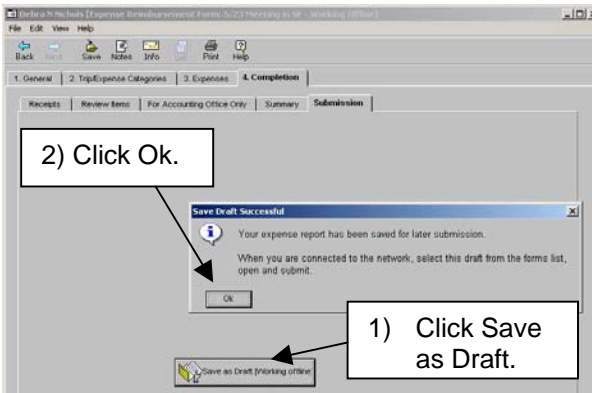 Debra N Nichols [Expense Reimbursement Form: 5/23 Meeting in SF - Working Offline]
File Edit View Help
Back Next Save Notes Info Print Help
1. General 2. Trip/Expense Categories 3. Expenses 4. Completion
Receipts Review Items For Accounting Office Only Summary Submission
2) Click Ok.
Save Draft Successful
Your expense report has been saved for later submission.
When you are connected to the network, select this draft from the forms list,
open and submit.
Ok
1) Click Save
as Draft.
Save as Draft (Working offline